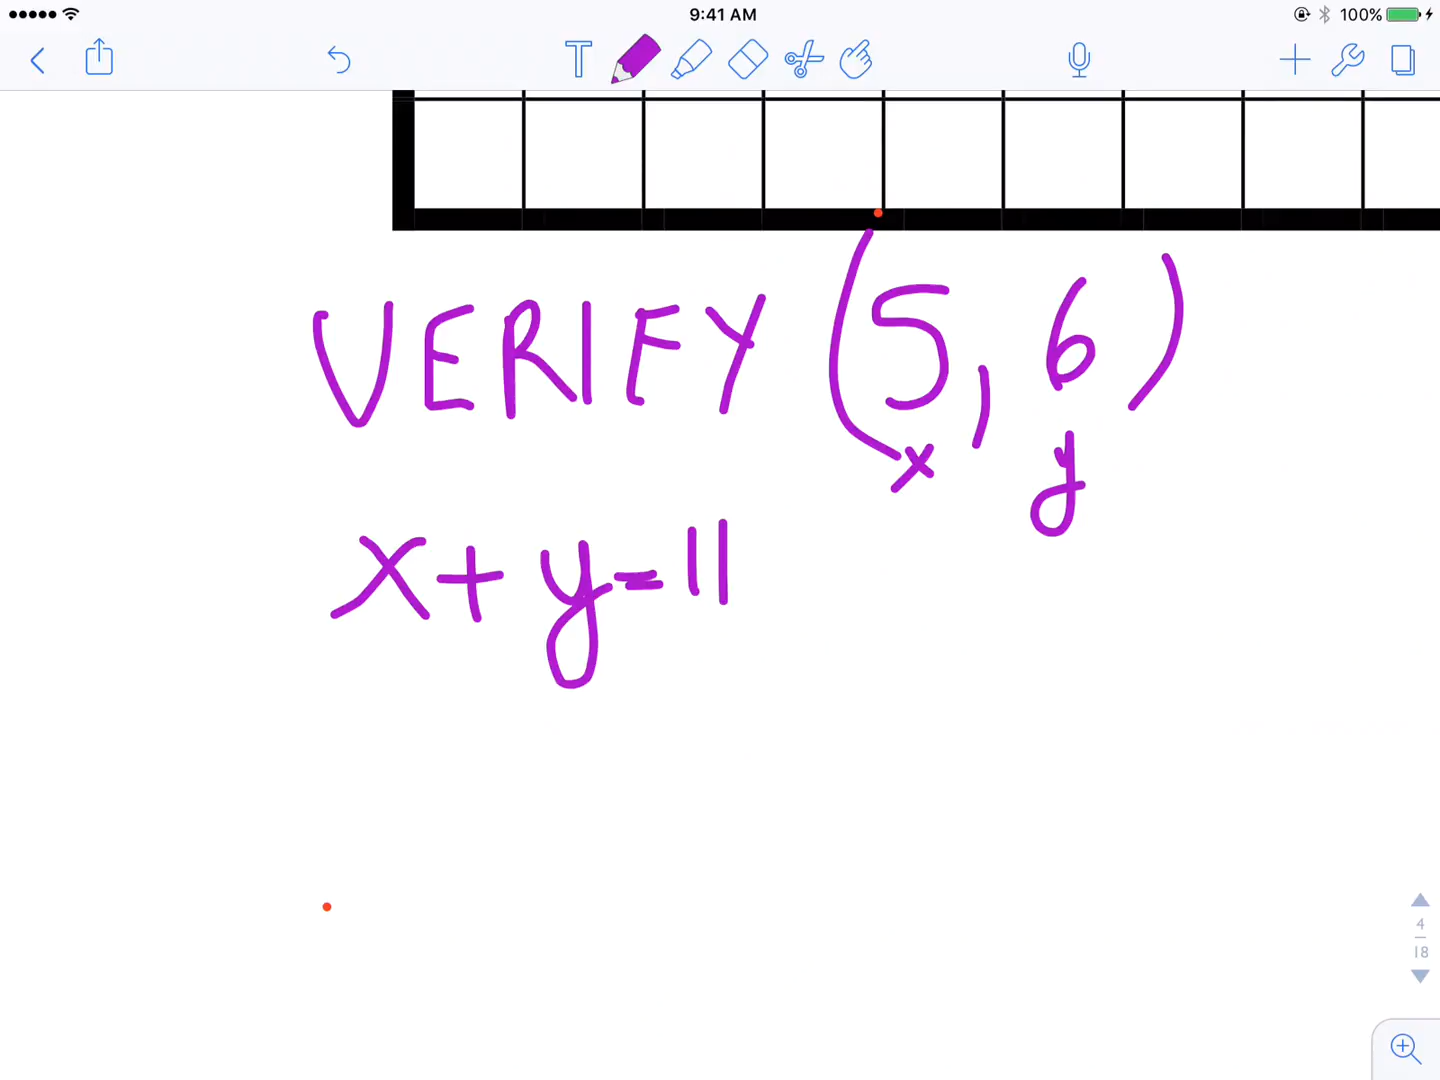 9:41 AM
100%
T
VERIFY (5, 6)
x y
x + y = 11
4
18